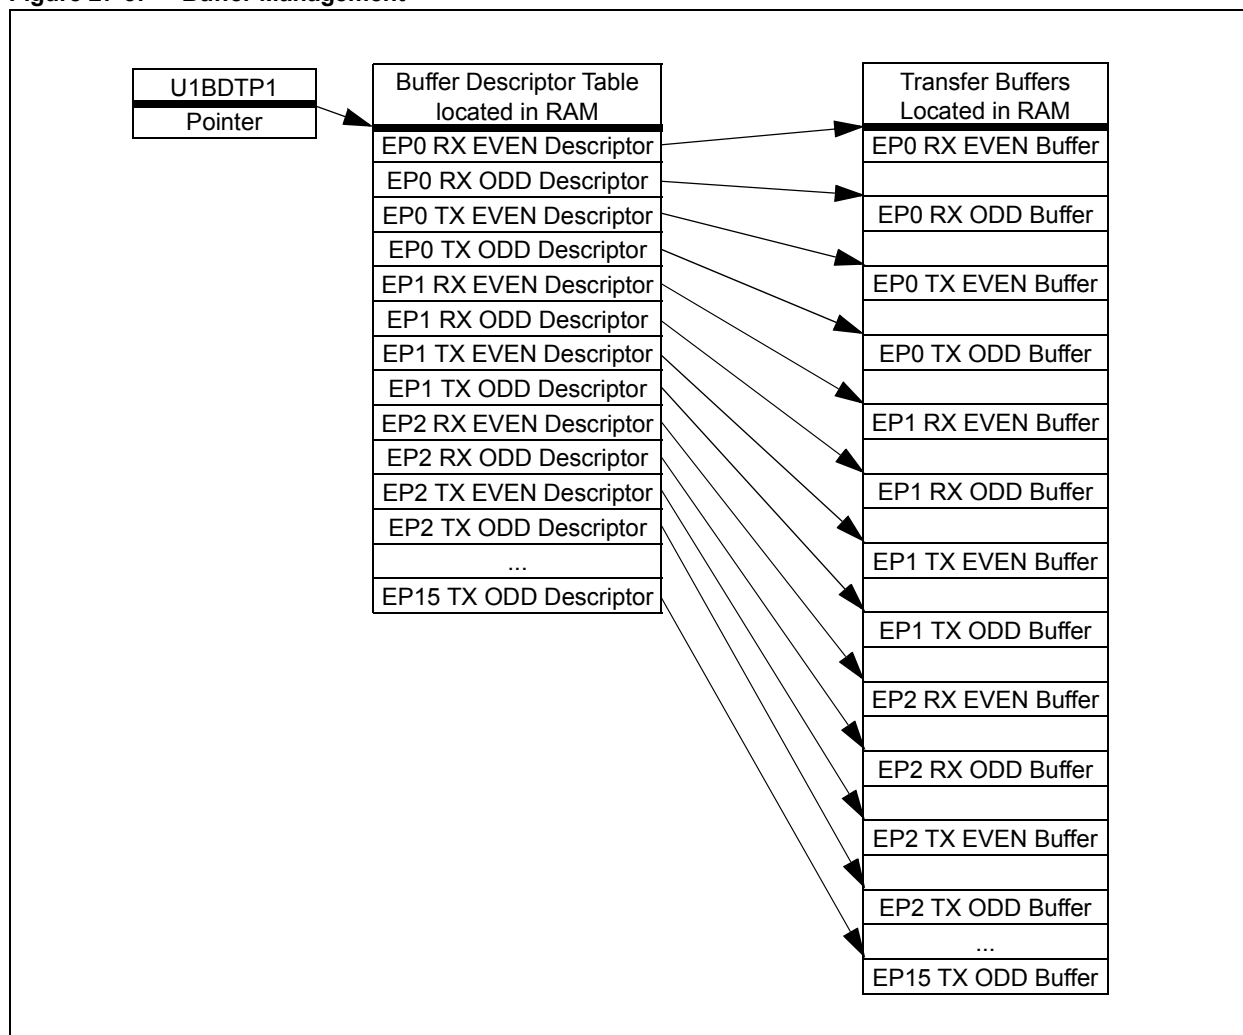 U1BDTP1
Pointer
Buffer Descriptor Table
located in RAM
EP0 RX EVEN Descriptor
EP0 RX ODD Descriptor
EP0 TX EVEN Descriptor
EP0 TX ODD Descriptor
EP1 RX EVEN Descriptor
EP1 RX ODD Descriptor
EP1 TX EVEN Descriptor
EP1 TX ODD Descriptor
EP2 RX EVEN Descriptor
EP2 RX ODD Descriptor
EP2 TX EVEN Descriptor
EP2 TX ODD Descriptor
...
EP15 TX ODD Descriptor
Transfer Buffers
Located in RAM
EP0 RX EVEN Buffer
EP0 RX ODD Buffer
EP0 TX EVEN Buffer
EP0 TX ODD Buffer
EP1 RX EVEN Buffer
EP1 RX ODD Buffer
EP1 TX EVEN Buffer
EP1 TX ODD Buffer
EP2 RX EVEN Buffer
EP2 RX ODD Buffer
EP2 TX EVEN Buffer
EP2 TX ODD Buffer
...
EP15 TX ODD Buffer